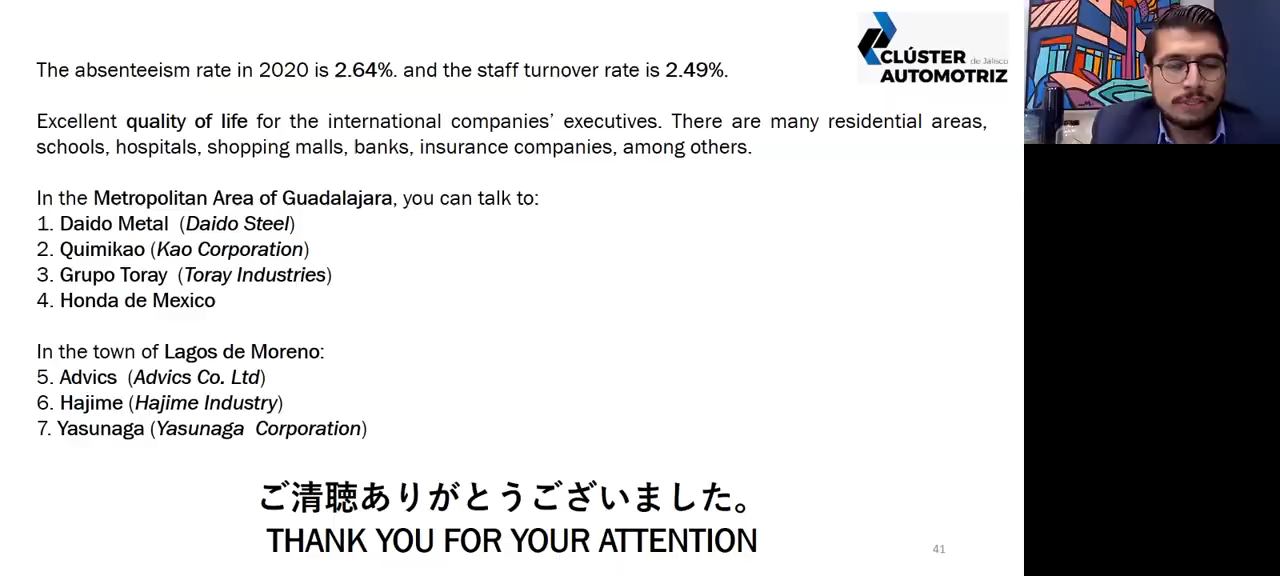 CLÚSTER de Jalisco
AUTOMOTRIZ
The absenteeism rate in 2020 is 2.64%. and the staff turnover rate is 2.49%.
Excellent quality of life for the international companies’ executives. There are many residential areas,
schools, hospitals, shopping malls, banks, insurance companies, among others.
In the Metropolitan Area of Guadalajara, you can talk to:
1. Daido Metal (Daido Steel)
2. Quimikao (Kao Corporation)
3. Grupo Toray (Toray Industries)
4. Honda de Mexico
In the town of Lagos de Moreno:
5. Advics (Advics Co. Ltd)
6. Hajime (Hajime Industry)
7. Yasunaga (Yasunaga Corporation)
ご清聴ありがとうございました。
THANK YOU FOR YOUR ATTENTION
41